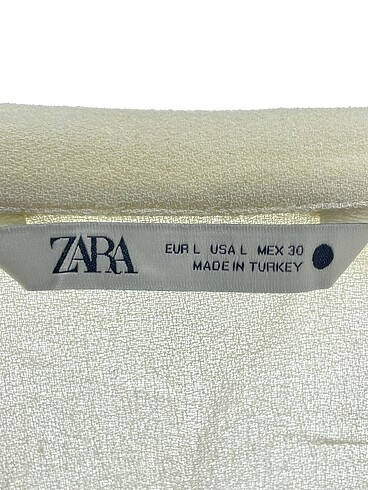 ZARA
EUR L USA L MEX 30
MADE IN TURKEY